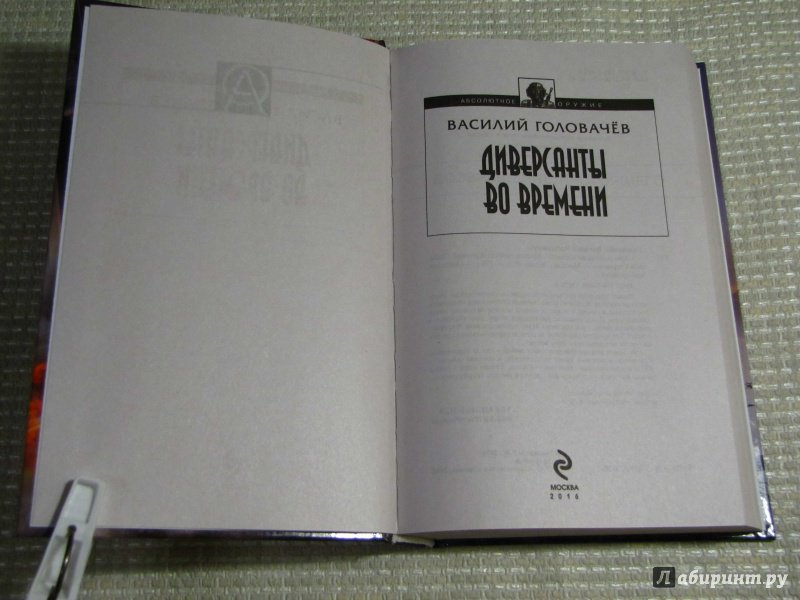 АБСОЛЮТНОЕ ОРУЖИЕ
ВАСИЛИЙ ГОЛОВАЧЁВ
ДИВЕРСАНТЫ
ВО ВРЕМЕНИ
МОСКВА
2016
Лабиринт.ру